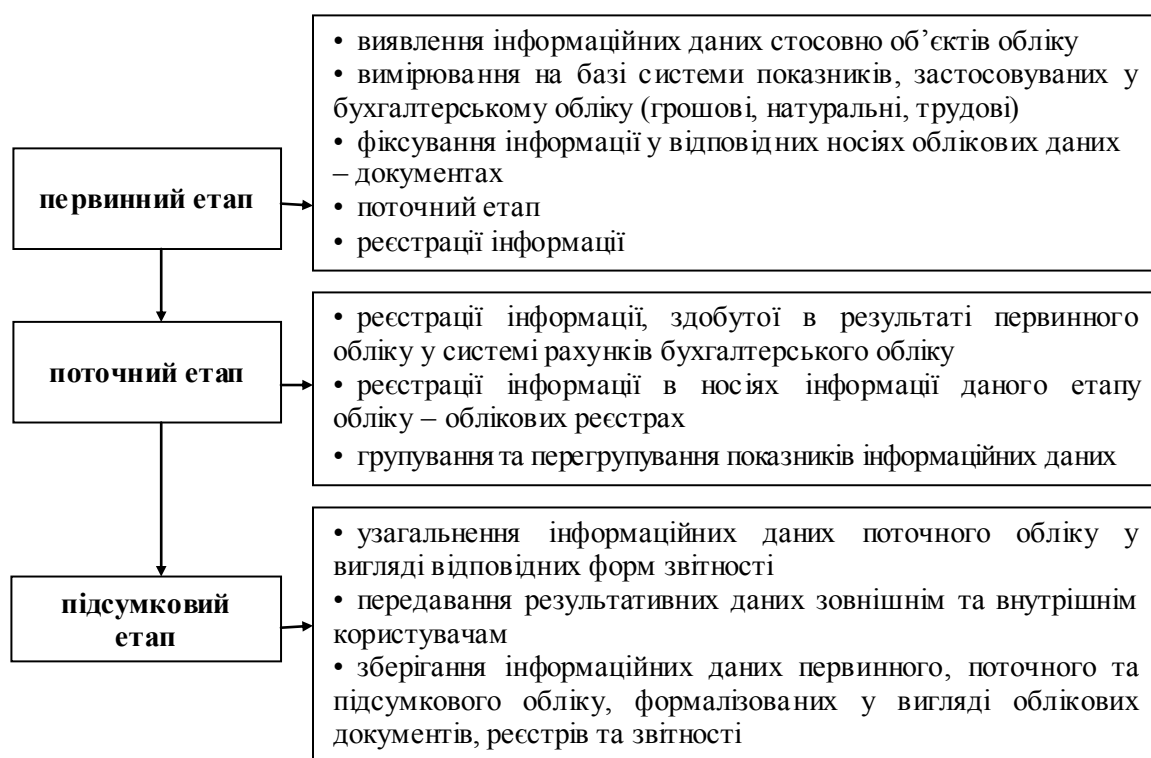 • виявлення інформаційних даних стосовно об’єктів обліку
• вимірювання на базі системи показників, застосовуваних у
бухгалтерському обліку (грошові, натуральні, трудові)
• фіксування інформації у відповідних носіях облікових даних
– документах
• поточний етап
• реєстрації інформації
первинний етап
• реєстрації інформації, здобутої в результаті первинного
обліку у системі рахунків бухгалтерського обліку
• реєстрації інформації в носіях інформації даного етапу
обліку – облікових реєстрах
• групування та перегрупування показників інформаційних даних
поточний етап
• узагальнення інформаційних даних поточного обліку у
вигляді відповідних форм звітності
• передавання результативних даних зовнішнім та внутрішнім
користувачам
• зберігання інформаційних даних первинного, поточного та
підсумкового обліку, формалізованих у вигляді облікових
документів, реєстрів та звітності
підсумковий
етап